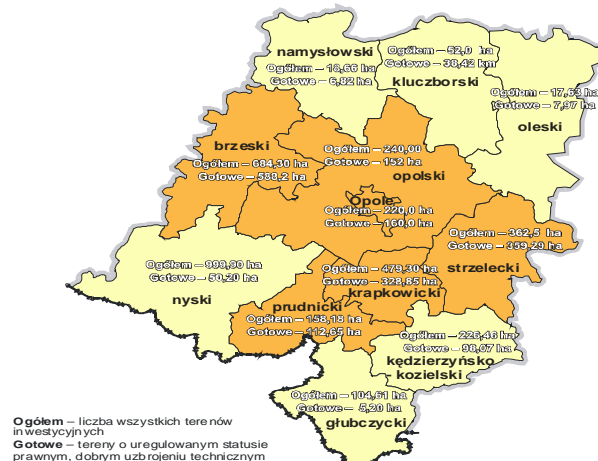 namysłowski
Ogółem – 18,66 ha
Gotowe – 6,82 ha
Ogółem – 52,0 ha
Gotowe – 38,42 km
kluczborski
Ogółem – 17,63 ha
Gotowe – 7,97 ha
oleski
brzeski
Ogółem – 684,30 ha
Gotowe – 588,2 ha
Ogółem – 240,00
Gotowe – 152 ha
opolski
Opole
Ogółem – 220,0 ha
Gotowe – 160,0 ha
Ogółem – 362,5 ha
Gotowe – 359,29 ha
strzelecki
Ogółem – 999,90 ha
Gotowe – 50,20 ha
nyski
Ogółem – 479,30 ha
Gotowe – 328,85 ha
krapkowicki
prudnicki
Ogółem – 158,18 ha
Gotowe – 112,65 ha
Ogółem – 226,46 ha
Gotowe – 98,07 ha
kędzierzyńsko
- kozielski
Ogółem – 104,61 ha
Gotowe – 5,20 ha
głubczycki
Ogółem – liczba wszystkich terenów
inwestycyjnych
Gotowe – tereny o uregulowanym statusie
prawnym, dobrym uzbrojeniu technicznym